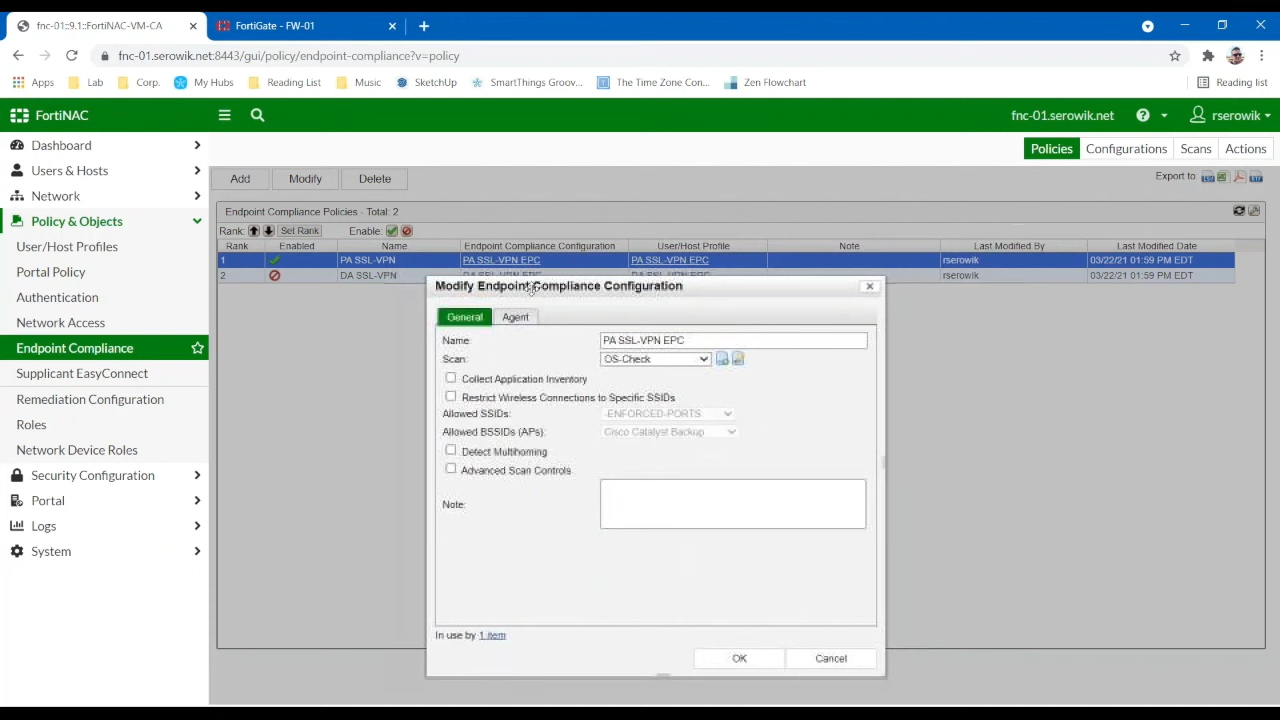 fnc-01::9.1::FortiNAC-VM-CA
FortiGate - FW-01
fnc-01.serowik.net:8443/gui/policy/endpoint-compliance?v=policy
Apps Lab Corp. My Hubs Reading List Music SketchUp SmartThings Groov... The Time Zone Con... Zen Flowchart Reading list
FortiNAC
fnc-01.serowik.net
rserowik
Dashboard
Users & Hosts
Network
Policy & Objects
User/Host Profiles
Portal Policy
Authentication
Network Access
Endpoint Compliance
Supplicant EasyConnect
Remediation Configuration
Roles
Network Device Roles
Security Configuration
Portal
Logs
System
Policies Configurations Scans Actions
Add Modify Delete
Export to
Endpoint Compliance Policies - Total: 2
Rank: Set Rank Enable:
Rank Enabled Name Endpoint Compliance Configuration User/Host Profile Note Last Modified By Last Modified Date
1 PA SSL-VPN PA SSL-VPN EPC PA SSL-VPN rserowik 03/22/21 01:59 PM EDT
2 DA SSL-VPN PA SSL-VPN EPC PA SSL-VPN rserowik 03/22/21 01:59 PM EDT
Modify Endpoint Compliance Configuration
General Agent
Name: PA SSL-VPN EPC
Scan: OS-Check
Collect Application Inventory
Restrict Wireless Connections to Specific SSIDs
Allowed SSIDs: -ENFORCED-PORTS
Allowed BSSIDs (APs): Cisco Catalyst Backup
Detect Multihoming
Advanced Scan Controls
Note:
In use by 1 item
OK Cancel